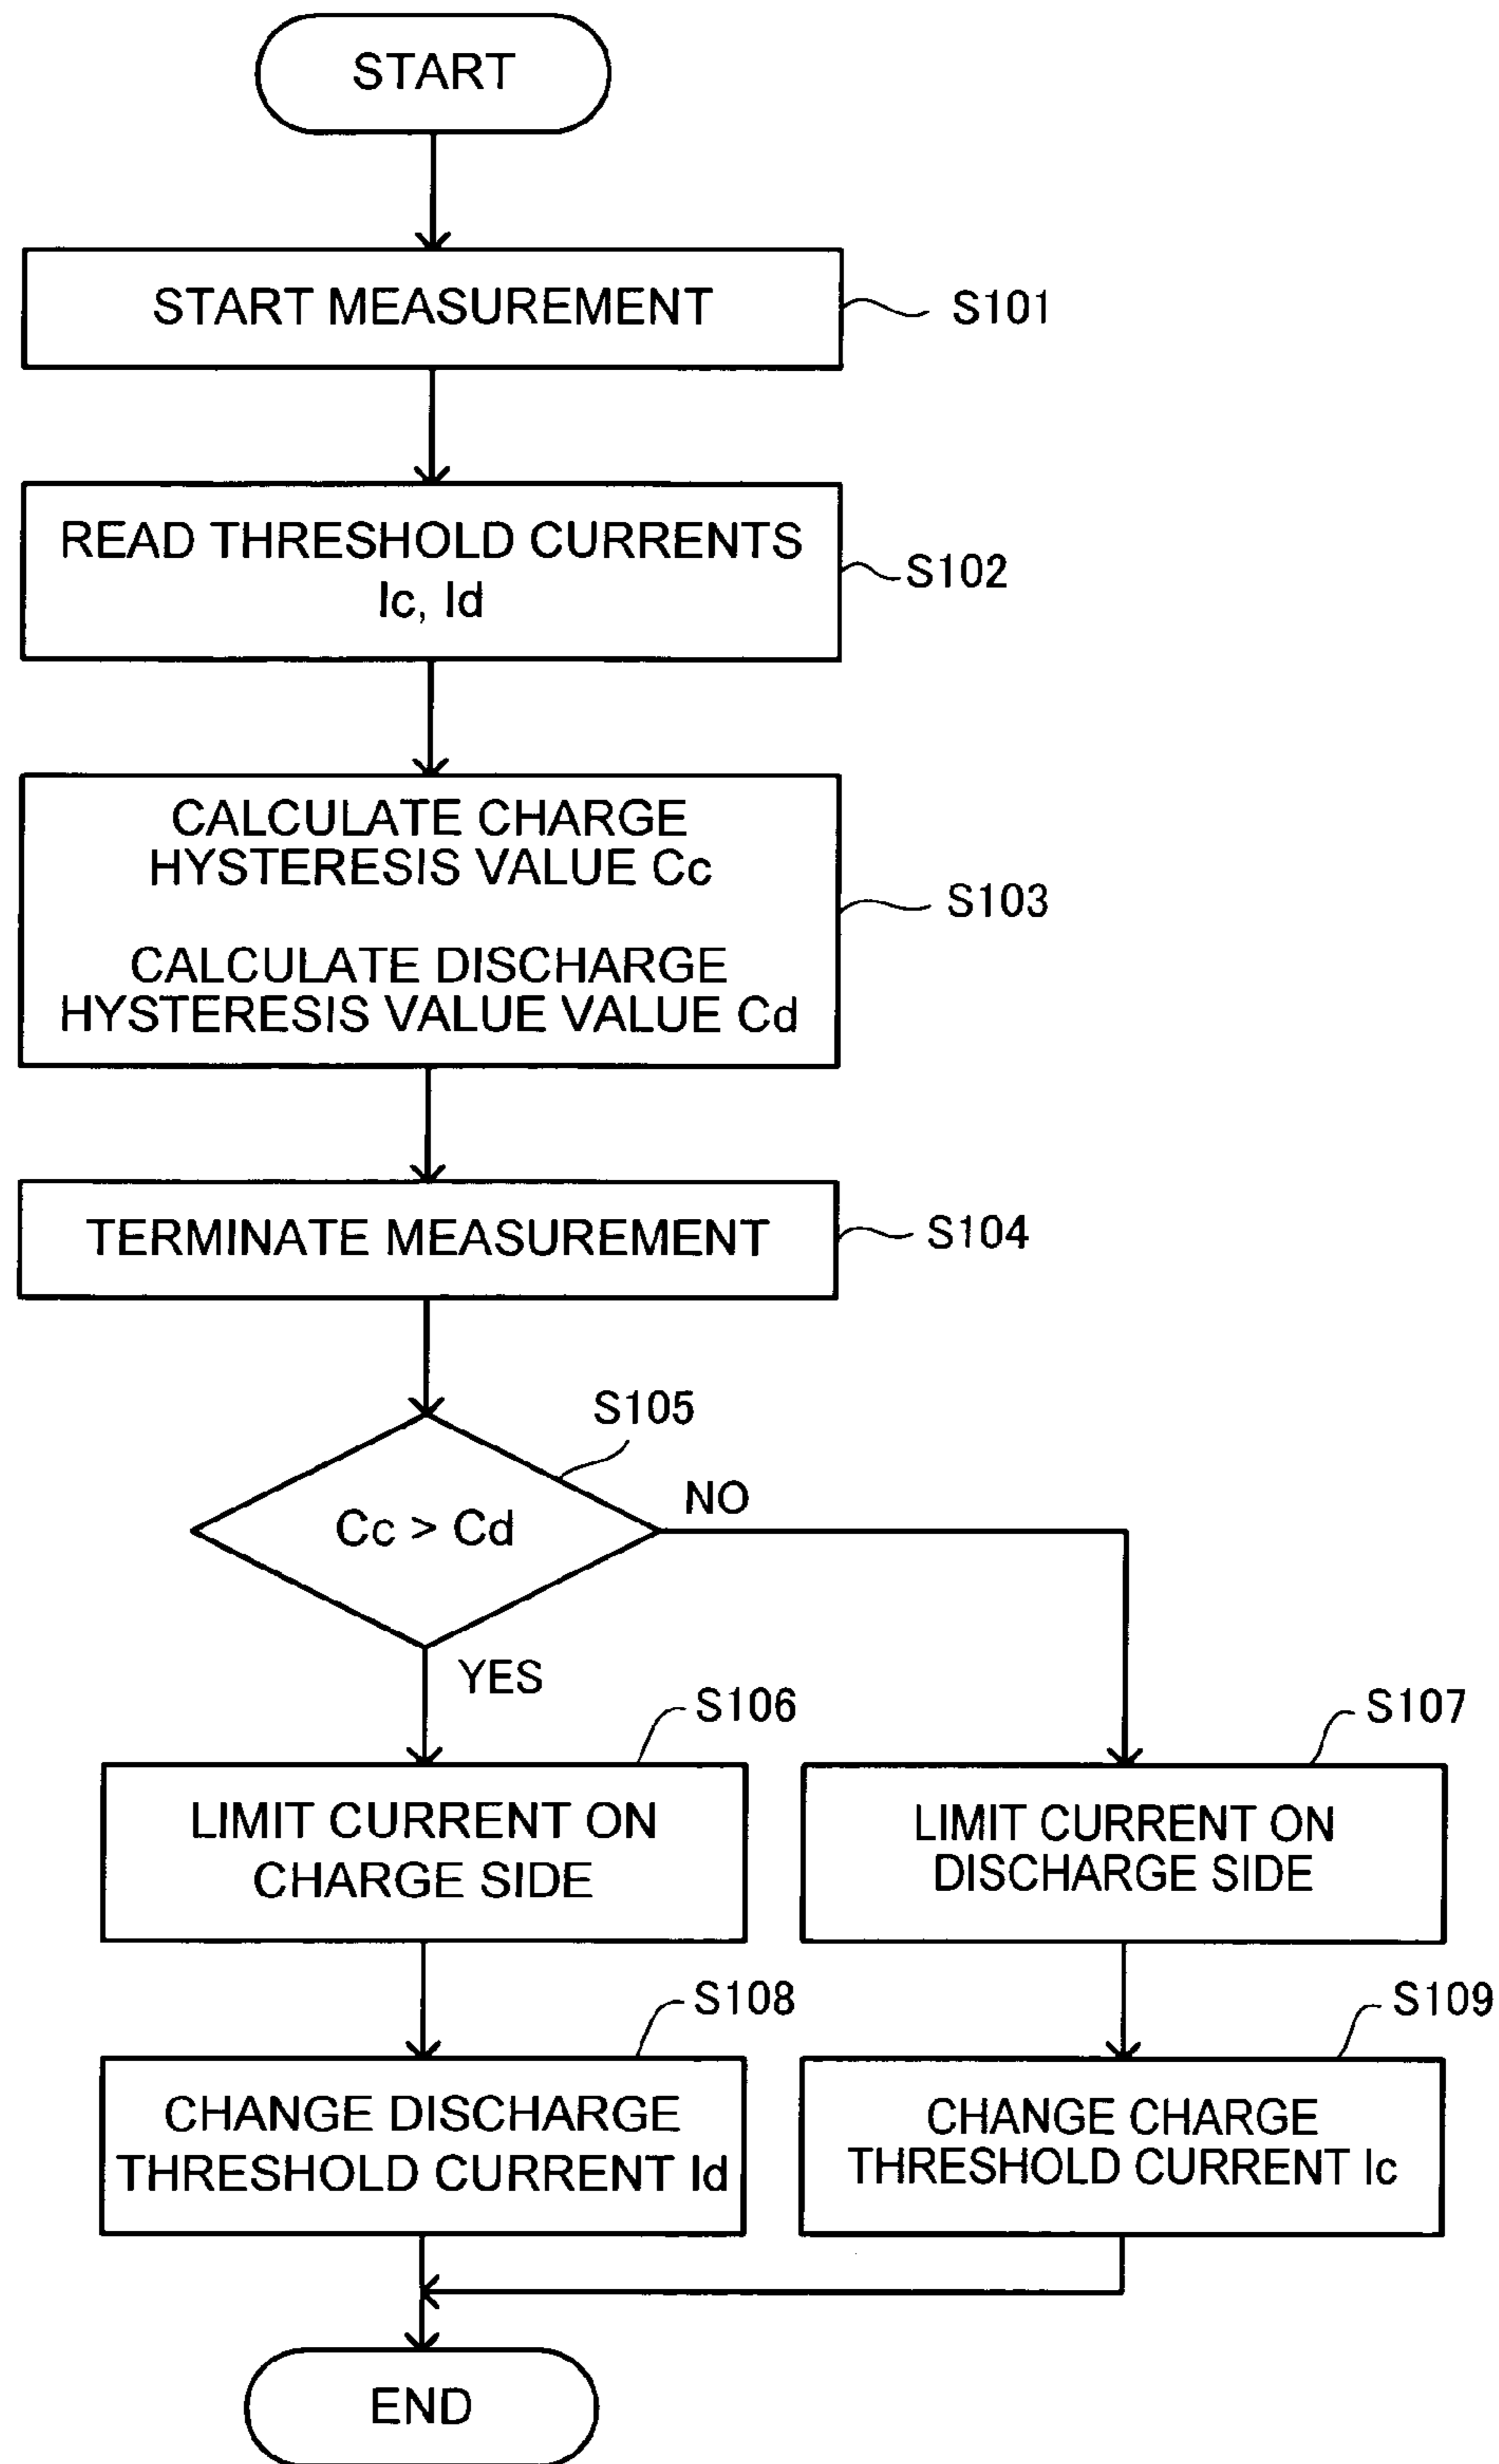 START
START MEASUREMENT
S101
READ THRESHOLD CURRENTS
Ic, Id
S102
CALCULATE CHARGE
HYSTERESIS VALUE Cc
CALCULATE DISCHARGE
HYSTERESIS VALUE VALUE Cd
S103
TERMINATE MEASUREMENT
S104
S105
Cc > Cd
NO
YES
S106
LIMIT CURRENT ON
CHARGE SIDE
S107
LIMIT CURRENT ON
DISCHARGE SIDE
S108
CHANGE DISCHARGE
THRESHOLD CURRENT Id
S109
CHANGE CHARGE
THRESHOLD CURRENT Ic
END